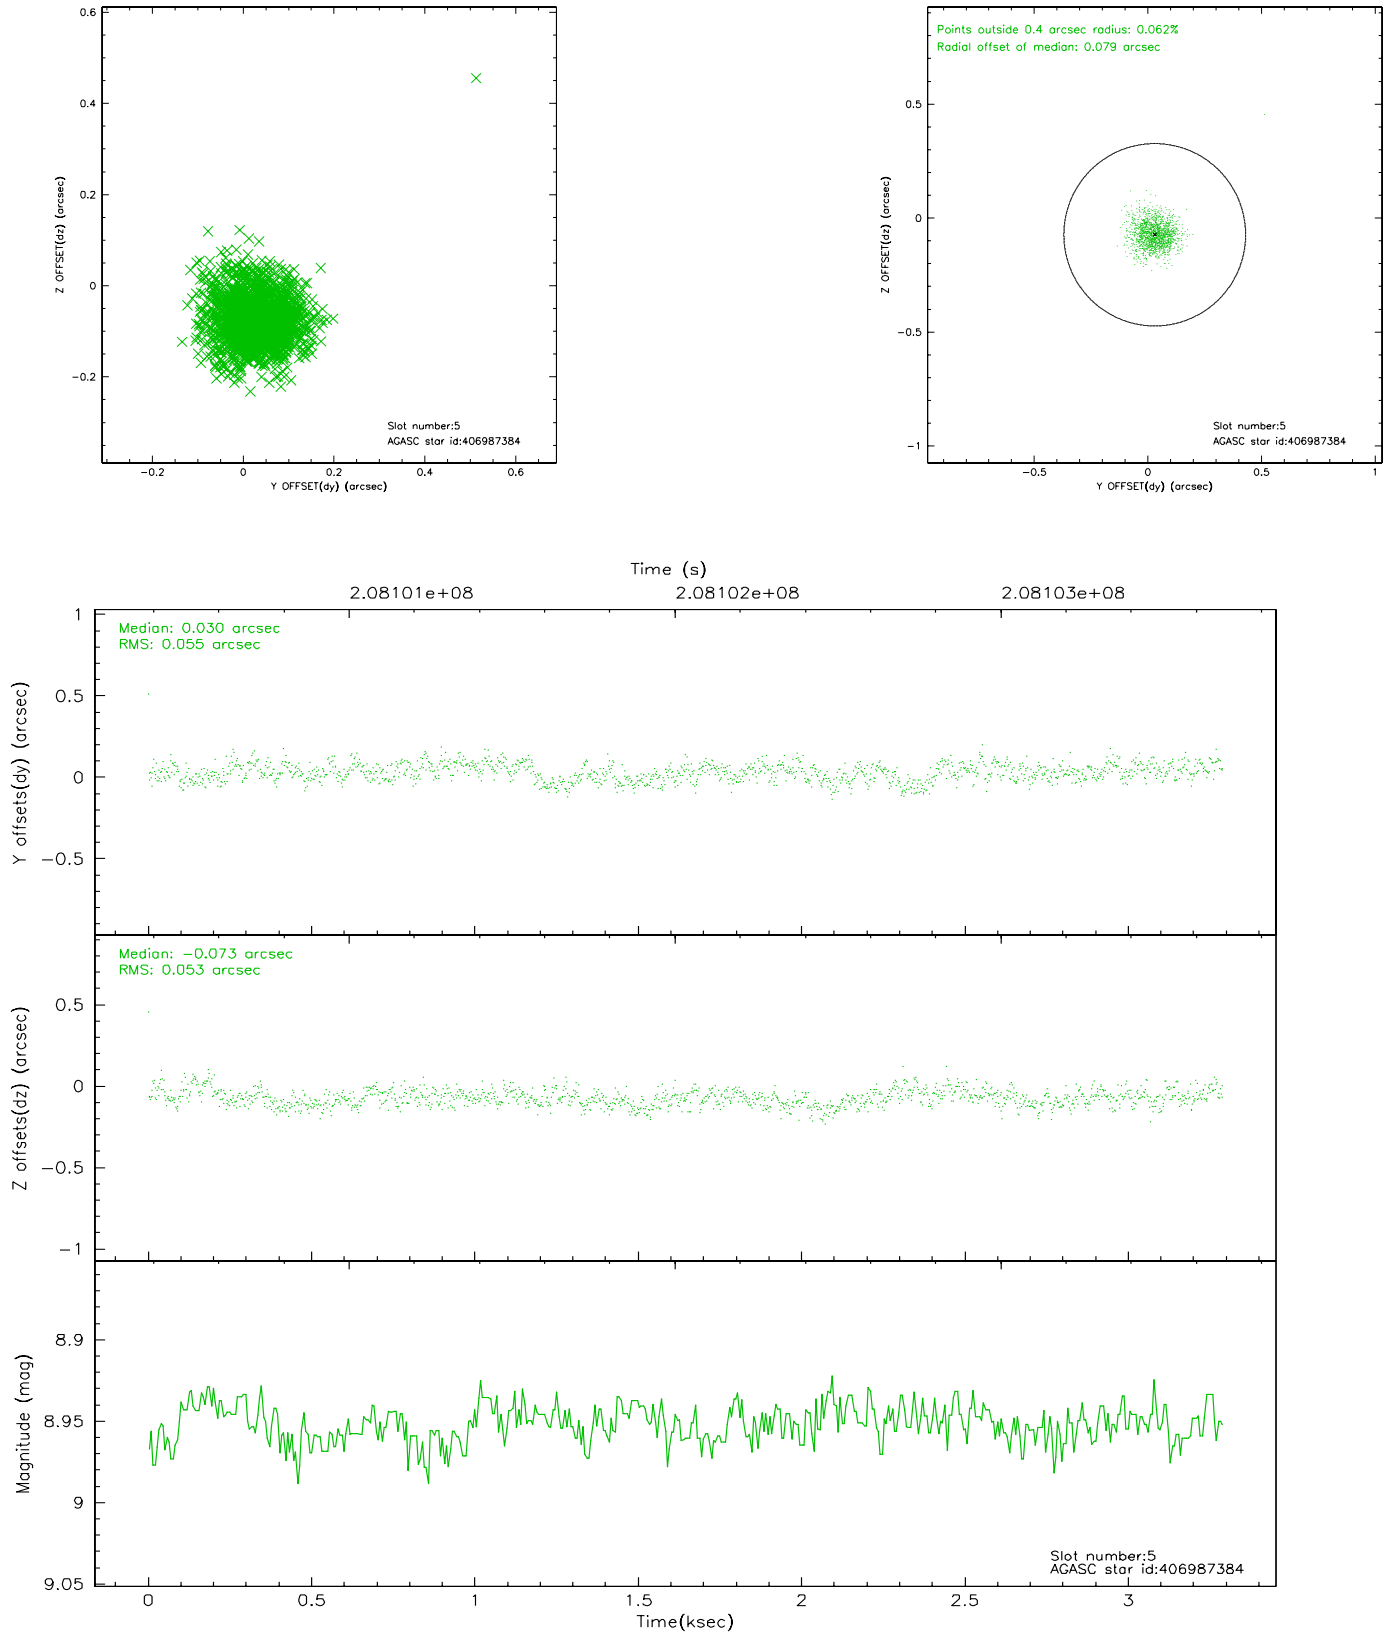 0.6
0.4
0.2
0
−0.2
Z OFFSET(dz) (arcsec)
Slot number:5
AGASC star id:406987384
−0.2 0 0.2 0.4 0.6
Y OFFSET(dy) (arcsec)
Points outside 0.4 arcsec radius: 0.062%
Radial offset of median: 0.079 arcsec
0.5
0
−0.5
−1
Z OFFSET(dz) (arcsec)
Slot number:5
AGASC star id:406987384
−0.5 0 0.5 1
Y OFFSET(dy) (arcsec)
Time (s)
2.08101e+08 2.08102e+08 2.08103e+08
Median: 0.030 arcsec
RMS: 0.055 arcsec
1
0.5
0
−0.5
Y offsets(dy) (arcsec)
Median: −0.073 arcsec
RMS: 0.053 arcsec
0.5
0
−0.5
−1
Z offsets(dz) (arcsec)
8.9
8.95
9
9.05
Magnitude (mag)
Slot number:5
AGASC star id:406987384
0 0.5 1 1.5 2 2.5 3
Time(ksec)